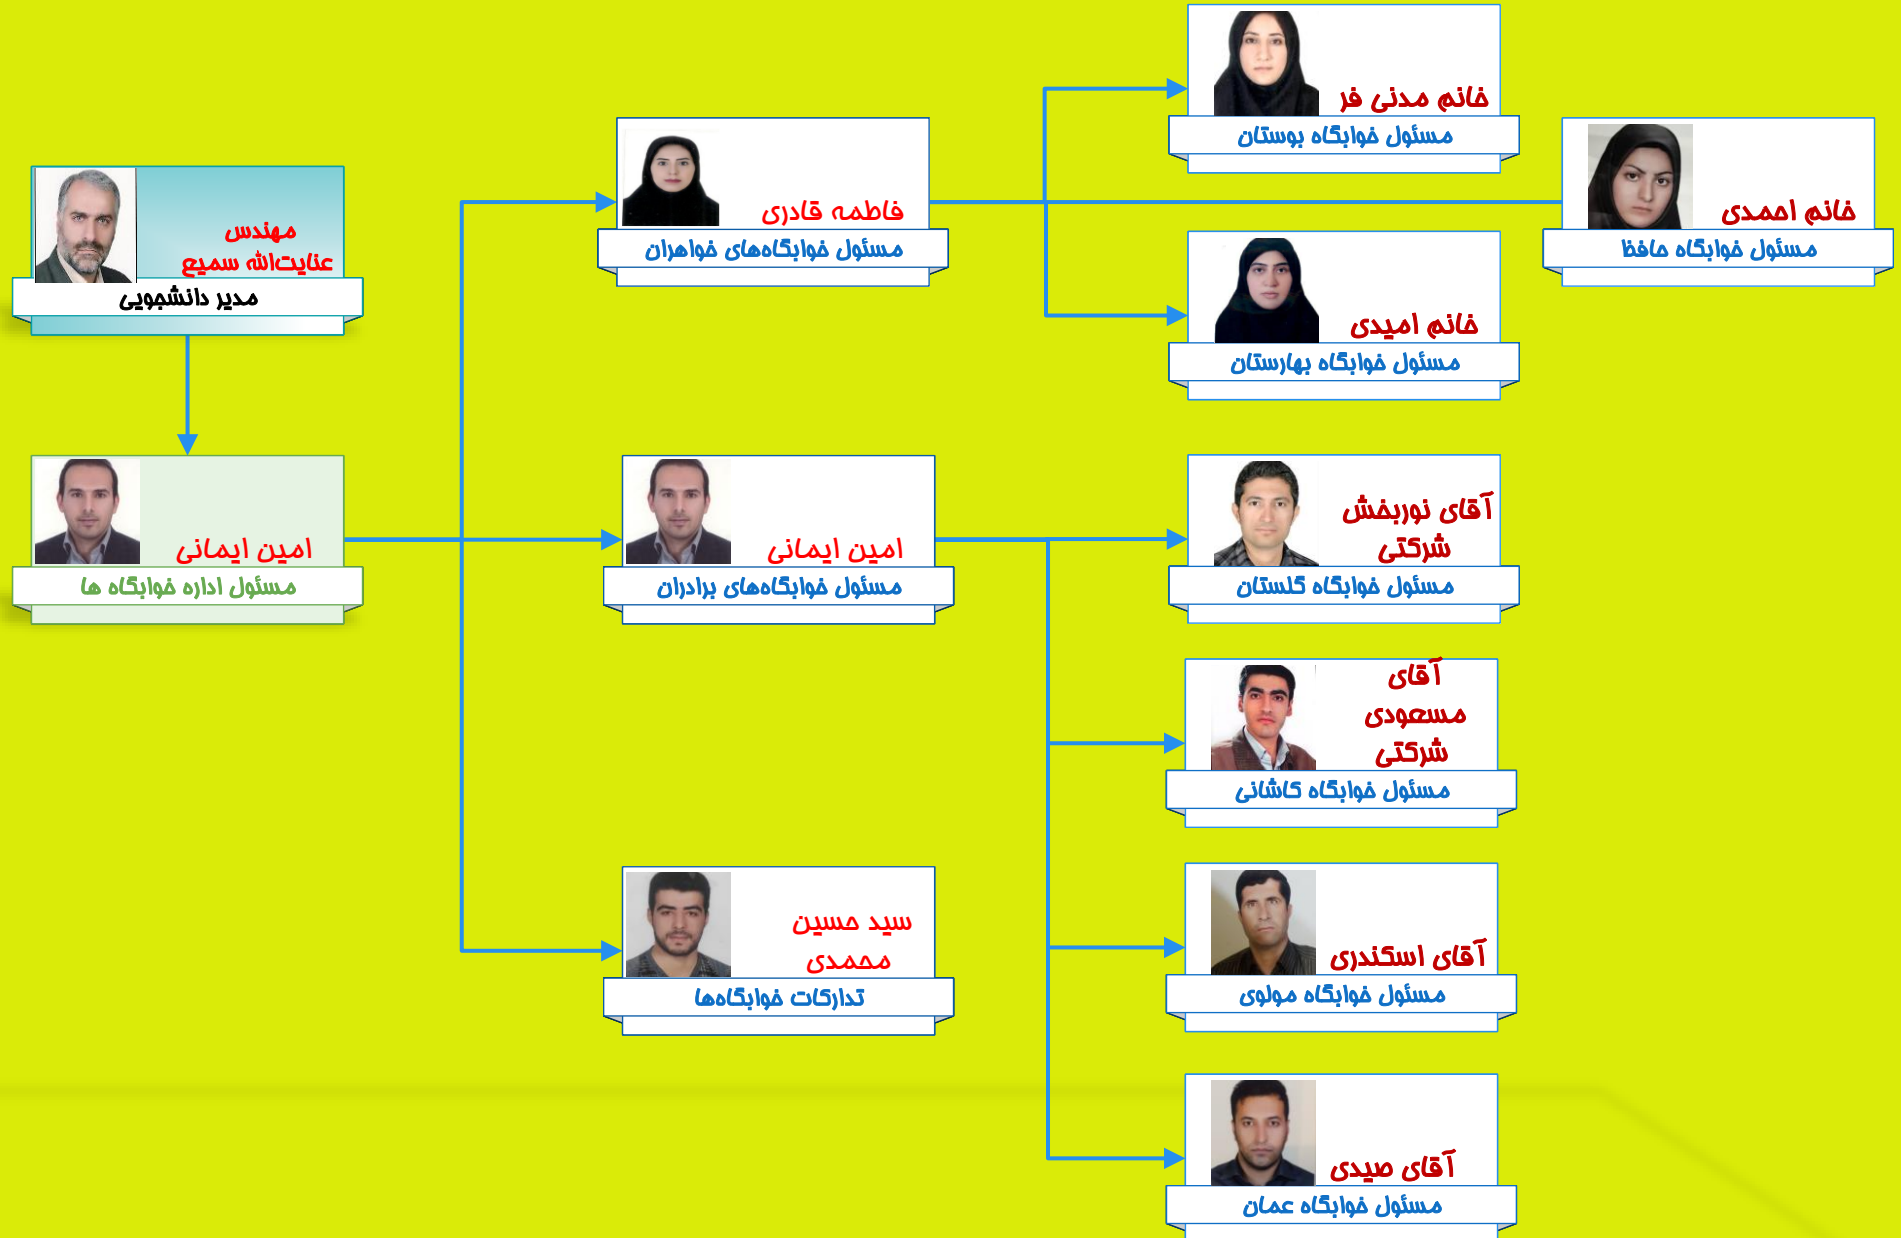 مهندس
عنایت‌الله سمیع
مدیر دانشجویی
امین ایمانی
مسئول اداره خوابگاه ها
فاطمه قادری
مسئول خوابگاه‌های خواهران
امین ایمانی
مسئول خوابگاه‌های برادران
سید حسین
محمدی
تدارکات خوابگاه‌ها
خانم مدنی فر
مسئول خوابگاه بوستان
خانم احمدی
مسئول خوابگاه حافظ
خانم امیدی
مسئول خوابگاه بهارستان
آقای نوربخش
شرکتی
مسئول خوابگاه گلستان
آقای
مسعودی
شرکتی
مسئول خوابگاه کاشانی
آقای اسکندری
مسئول خوابگاه مولوی
آقای صیدی
مسئول خوابگاه عمان